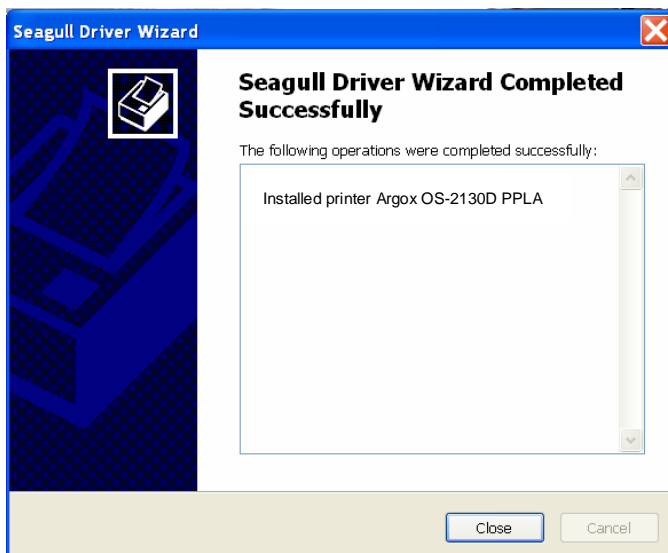 Seagull Driver Wizard
Seagull Driver Wizard Completed
Successfully
The following operations were completed successfully:
Installed printer Argox OS-2130D PPLA
Close
Cancel